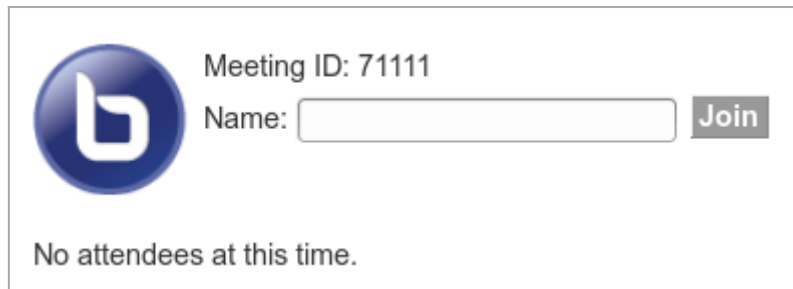 Meeting ID: 71111
Name:
Join
No attendees at this time.